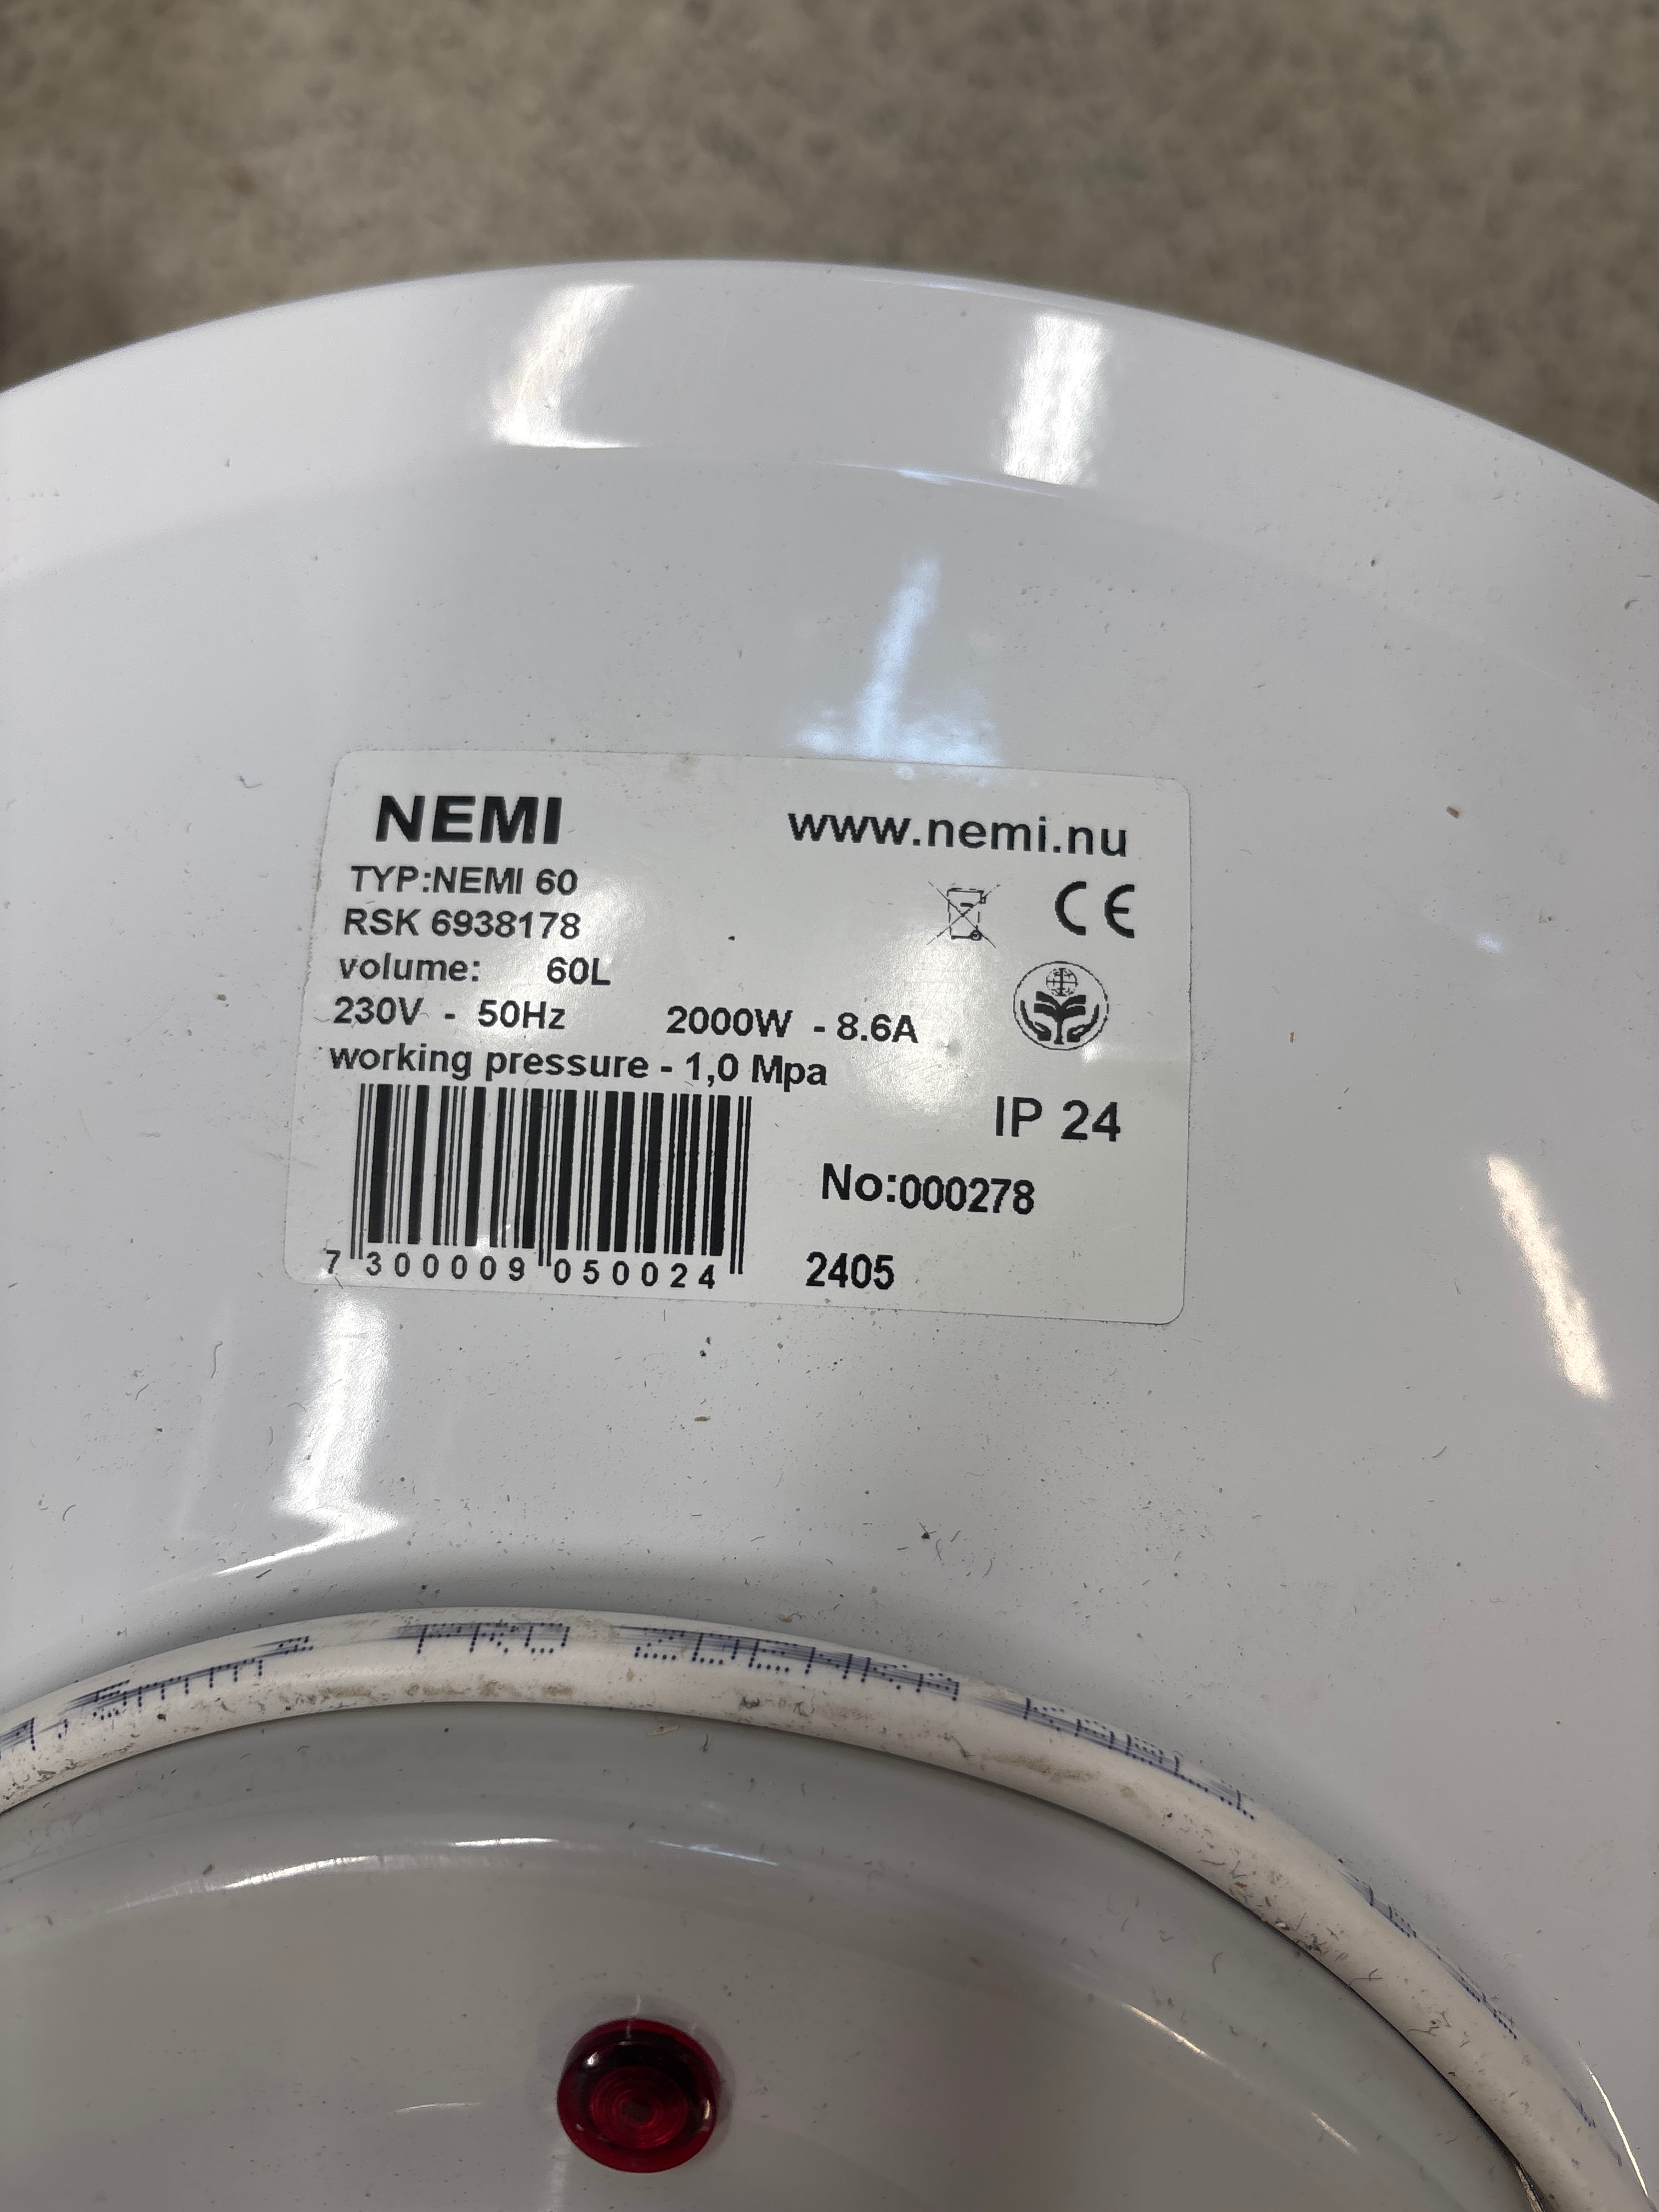 NEMI
www.nemi.nu
TYP:NEMI 60
RSK 6938178
CE
volume: 60L
230V - 50Hz 2000W - 8.6A
working pressure - 1,0 Mpa
IP 24
No:000278
7 300009 050024
2405